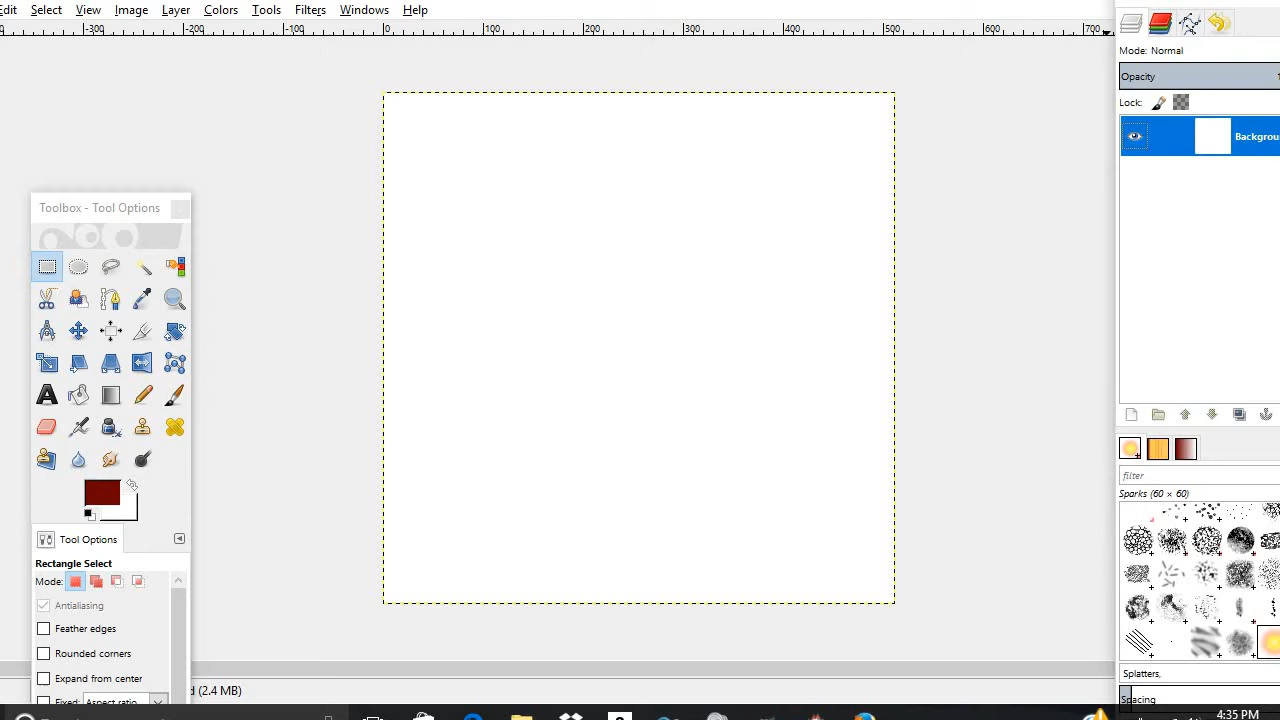 Edit Select View Image Layer Colors Tools Filters Windows Help
-300 -200 -100 0 100 200 300 400 500 600 700
Mode: Normal
Opacity 1
Lock:
Backgrou
Toolbox - Tool Options
Tool Options
Rectangle Select
Mode:
Antialiasing
Feather edges
Rounded corners
Expand from center
Fixed: Aspect ratio
d (2.4 MB)
filter
Sparks (60 × 60)
Splatters,
Spacing
4:35 PM